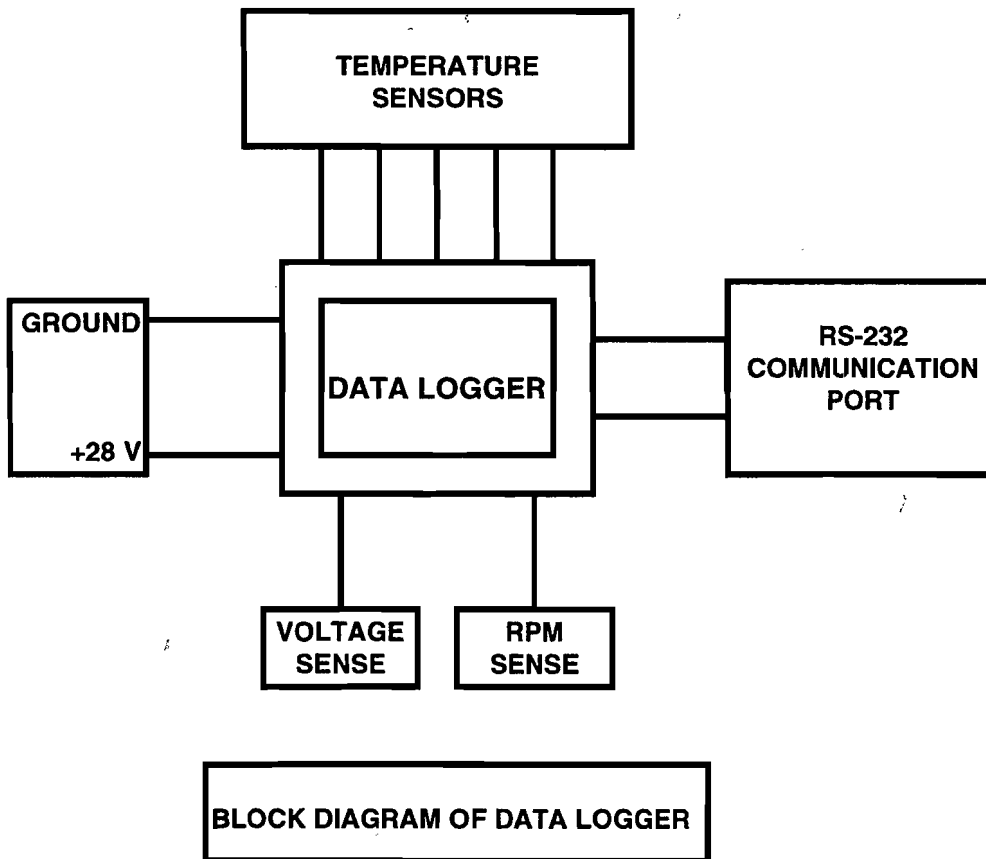 TEMPERATURE
SENSORS
GROUND
+28 V
DATA LOGGER
RS-232
COMMUNICATION
PORT
VOLTAGE
SENSE
RPM
SENSE
BLOCK DIAGRAM OF DATA LOGGER